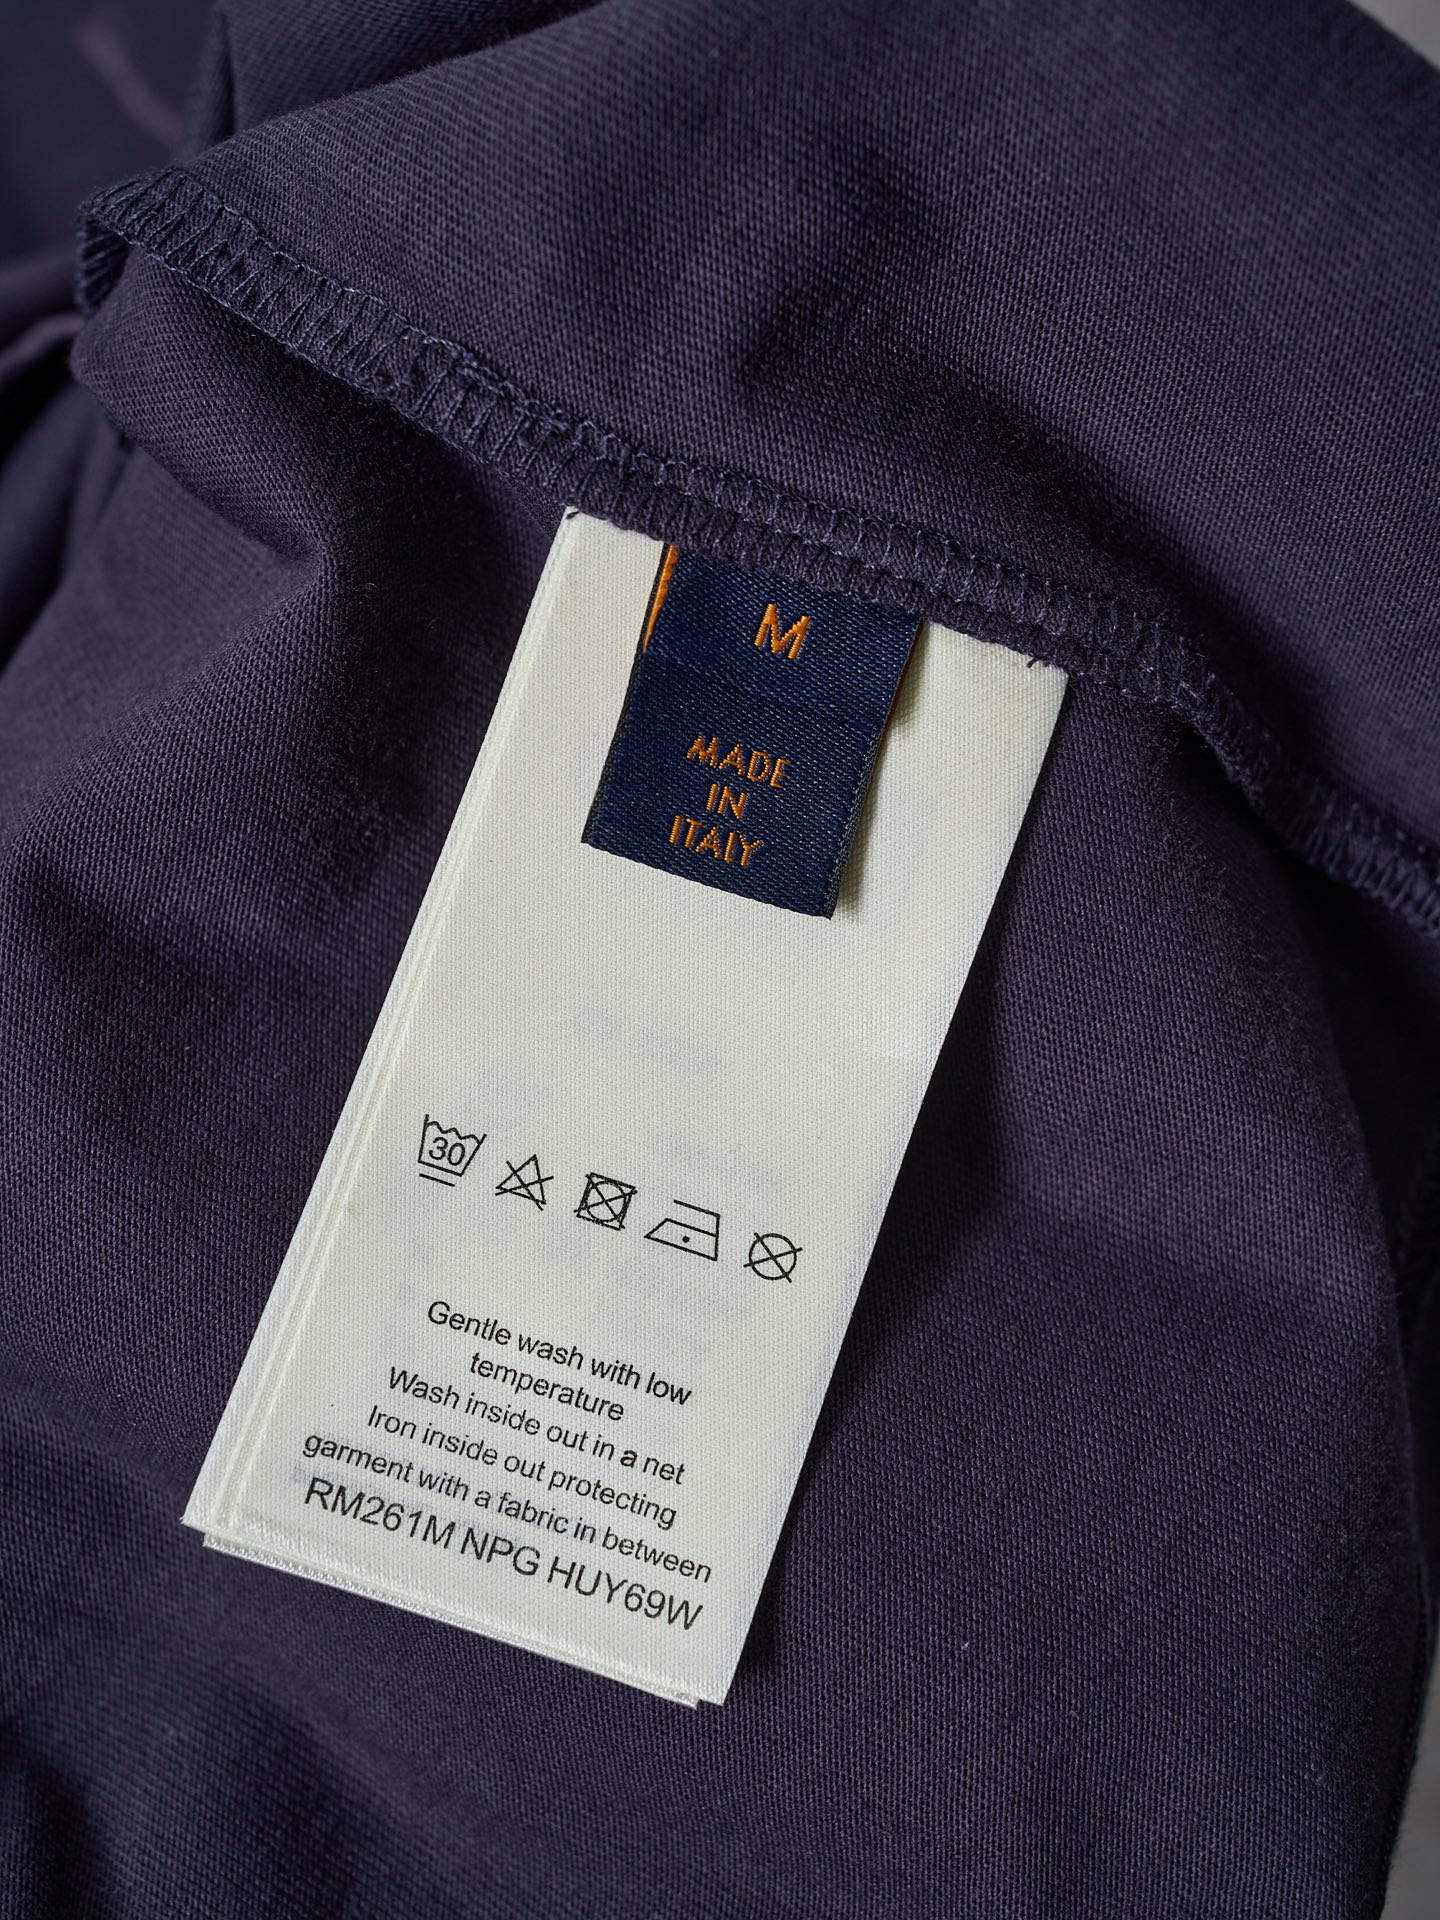 M
MADE
IN
ITALY
30
Gentle wash with low
temperature
Wash inside out in a net
Iron inside out protecting
garment with a fabric in between
RM261M NPG HUY69W